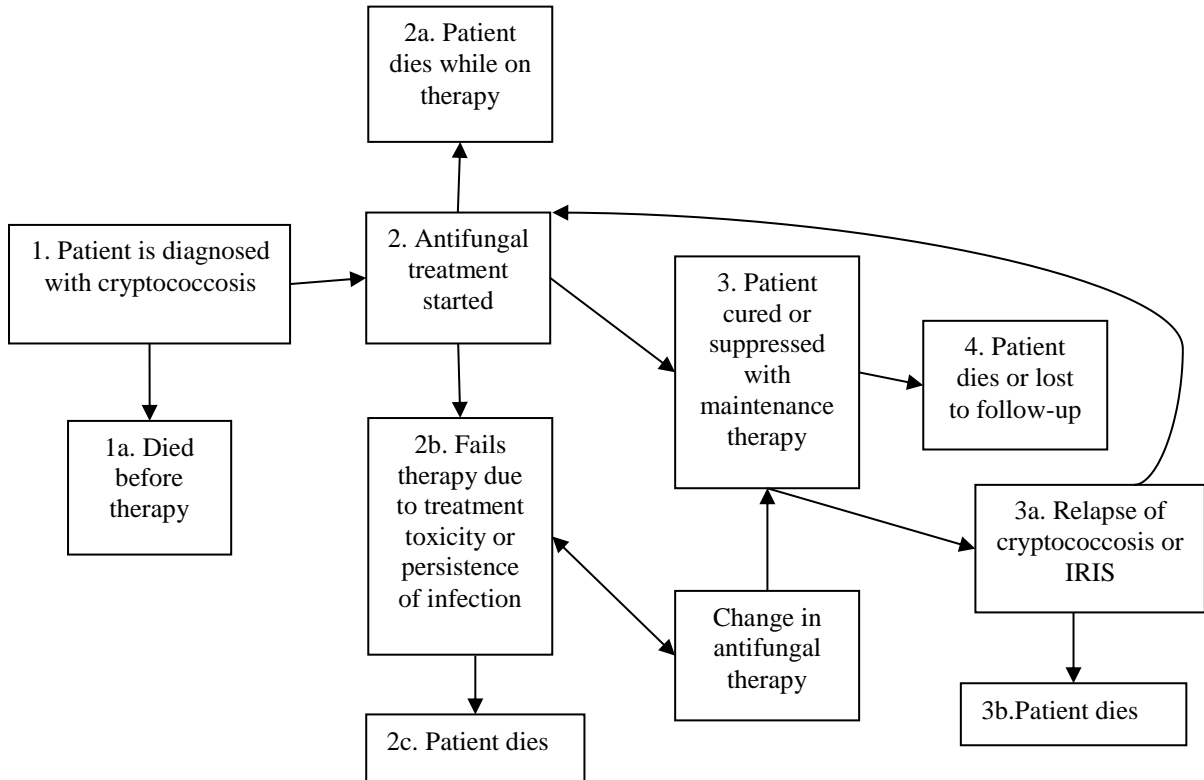 2a. Patient
dies while on
therapy
1. Patient is diagnosed
with cryptococcosis
2. Antifungal
treatment
started
3. Patient
cured or
suppressed
with
maintenance
therapy
4. Patient
dies or lost
to follow-up
1a. Died
before
therapy
2b. Fails
therapy due
to treatment
toxicity or
persistence
of infection
3a. Relapse of
cryptococcosis or
IRIS
Change in
antifungal
therapy
3b.Patient dies
2c. Patient dies